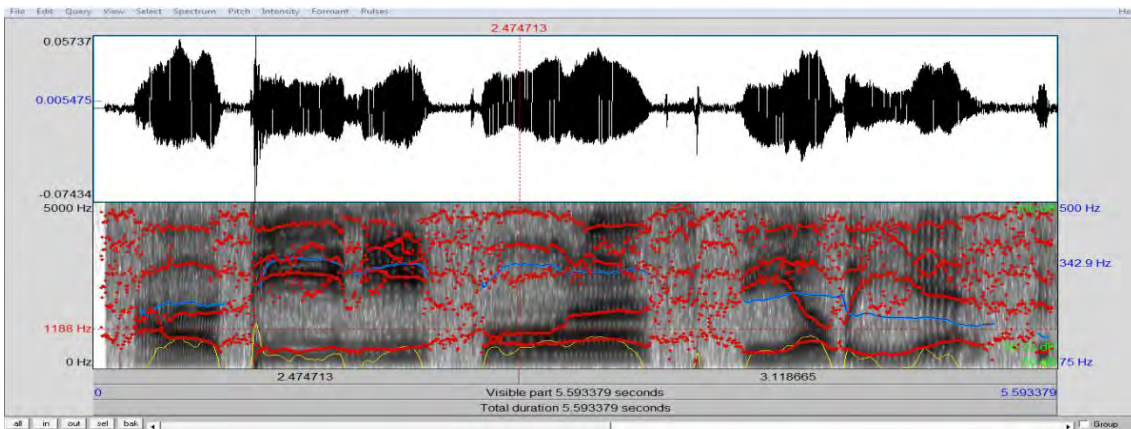 File Edit Query View Select Spectrum Pitch Intensity Formant Pulses He
2.474713
0.05737
0.005475
-0.07434
5000 Hz 500 Hz
342.9 Hz
1188 Hz
0 Hz 75 Hz
2.474713 3.118665
0 Visible part 5.593379 seconds 5.593379
Total duration 5.593379 seconds
all in out sel bak Group